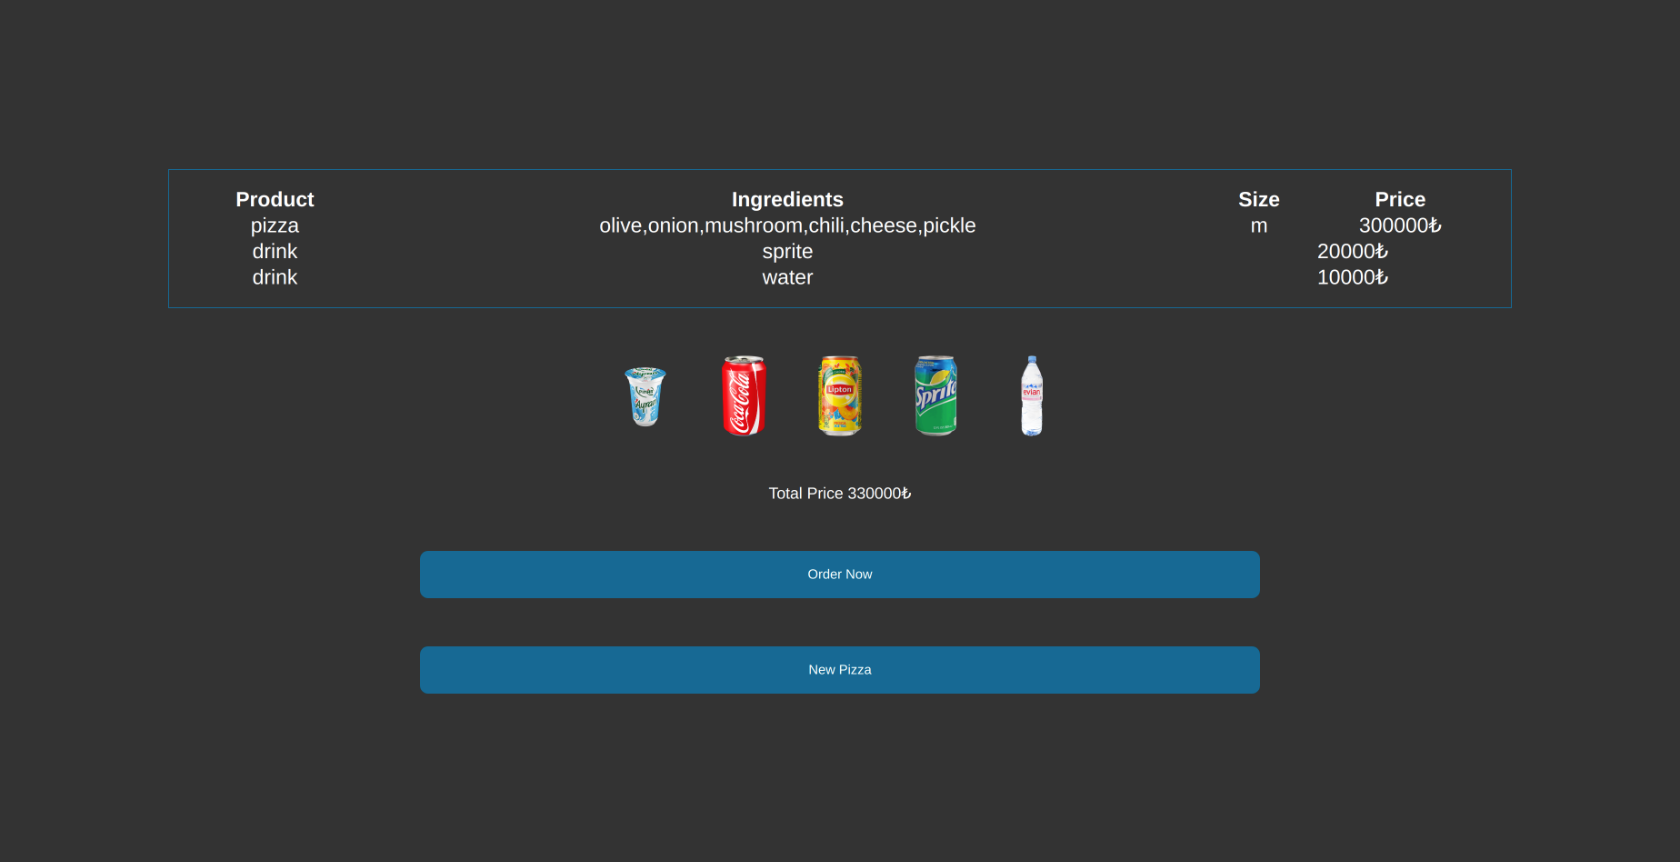 Product Ingredients Size Price
pizza olive,onion,mushroom,chili,cheese,pickle m 300000₺
drink sprite 20000₺
drink water 10000₺
Ayran
Coca-Cola
Lipton
Sprite
evian
Total Price 330000₺
Order Now
New Pizza